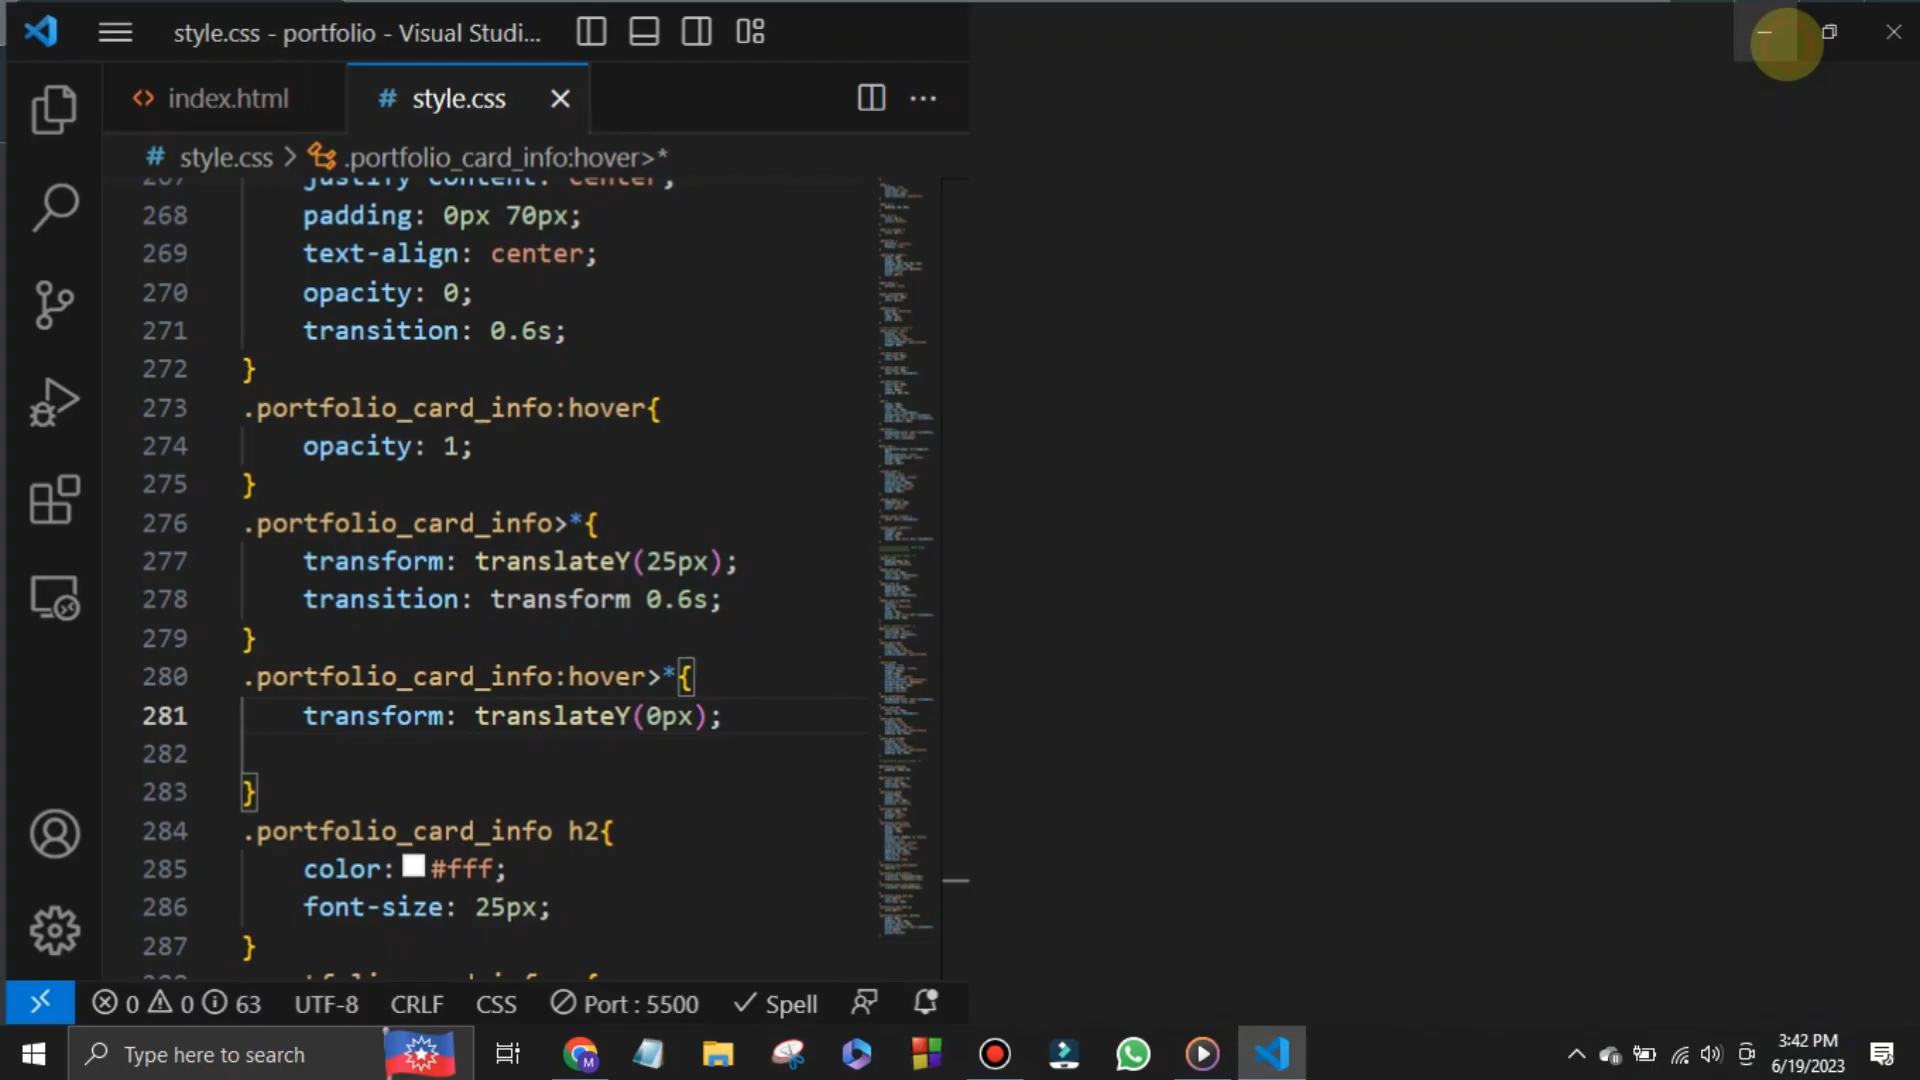 style.css - portfolio - Visual Studi...
index.html
style.css
style.css > .portfolio_card_info:hover>*
267 justify-content: center;
268 padding: 0px 70px;
269 text-align: center;
270 opacity: 0;
271 transition: 0.6s;
272 }
273 .portfolio_card_info:hover{
274 opacity: 1;
275 }
276 .portfolio_card_info>*{
277 transform: translateY(25px);
278 transition: transform 0.6s;
279 }
280 .portfolio_card_info:hover>*{
281 transform: translateY(0px);
282
283 }
284 .portfolio_card_info h2{
285 color: #fff;
286 font-size: 25px;
287 }
0 0 63 UTF-8 CRLF CSS Port : 5500 Spell
Type here to search
3:42 PM
6/19/2023